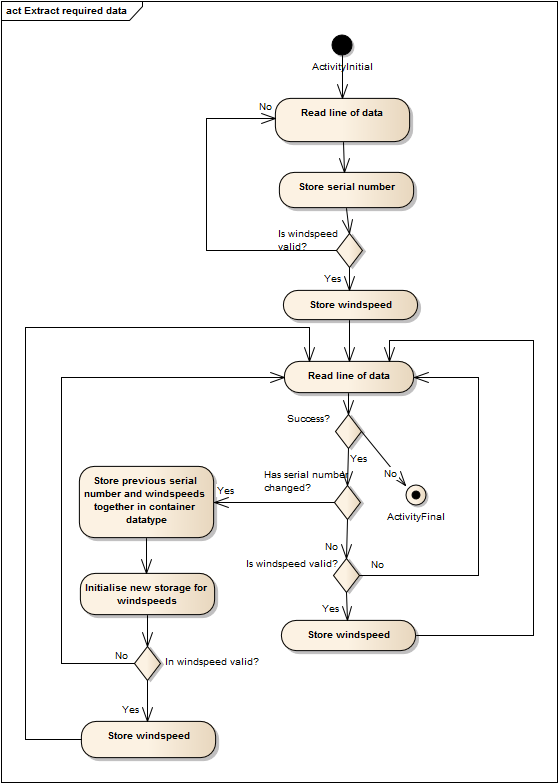 act Extract required data
ActivityInitial
No
Read line of data
Store serial number
Is windspeed
valid?
Yes
Store windspeed
Read line of data
Success?
Yes
No
ActivityFinal
Has serial number
changed?
Yes
Store previous serial
number and windspeeds
together in container
datatype
No
Is windspeed valid?
No
Initialise new storage for
windspeeds
Yes
Store windspeed
No
In windspeed valid?
Yes
Store windspeed